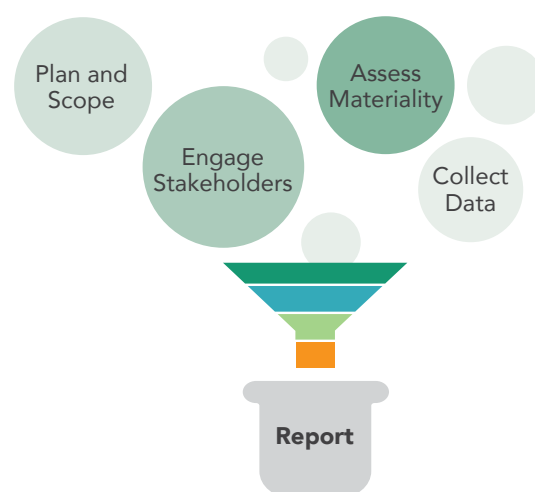 Plan and
Scope
Engage
Stakeholders
Assess
Materiality
Collect
Data
Report